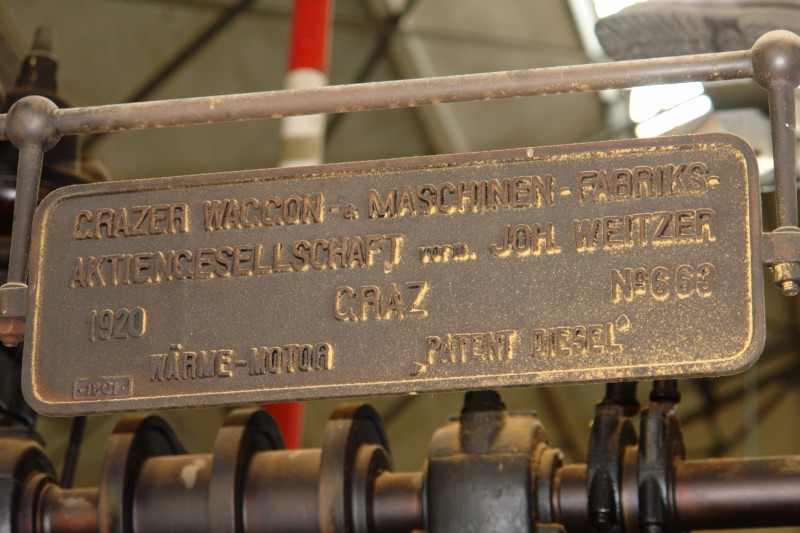 GRAZER WAGGON- & MASCHINEN-FABRIKS-
AKTIENGESELLSCHAFT vorm. JOH. WEITZER
1920 GRAZ Nº663
WÄRME-MOTOR „PATENT DIESEL“